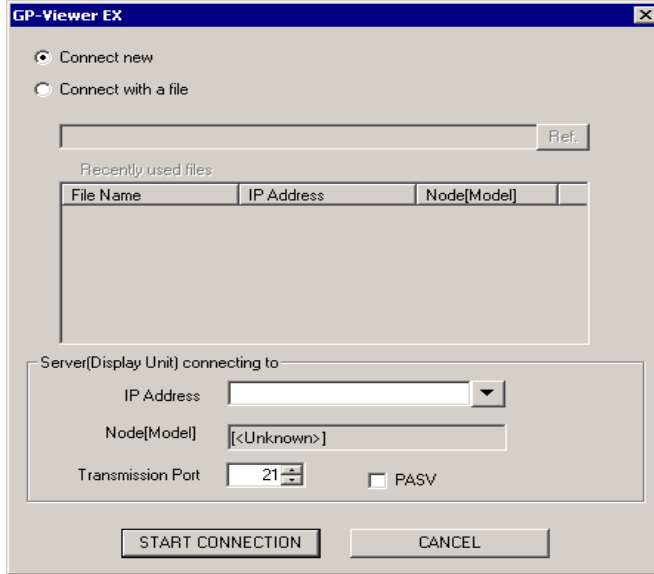 GP-Viewer EX
Connect new
Connect with a file
Ref.
Recently used files
File Name IP Address Node[Model]
Server(Display Unit) connecting to
IP Address
Node[Model] [<Unknown>]
Transmission Port 21 PASV
START CONNECTION CANCEL